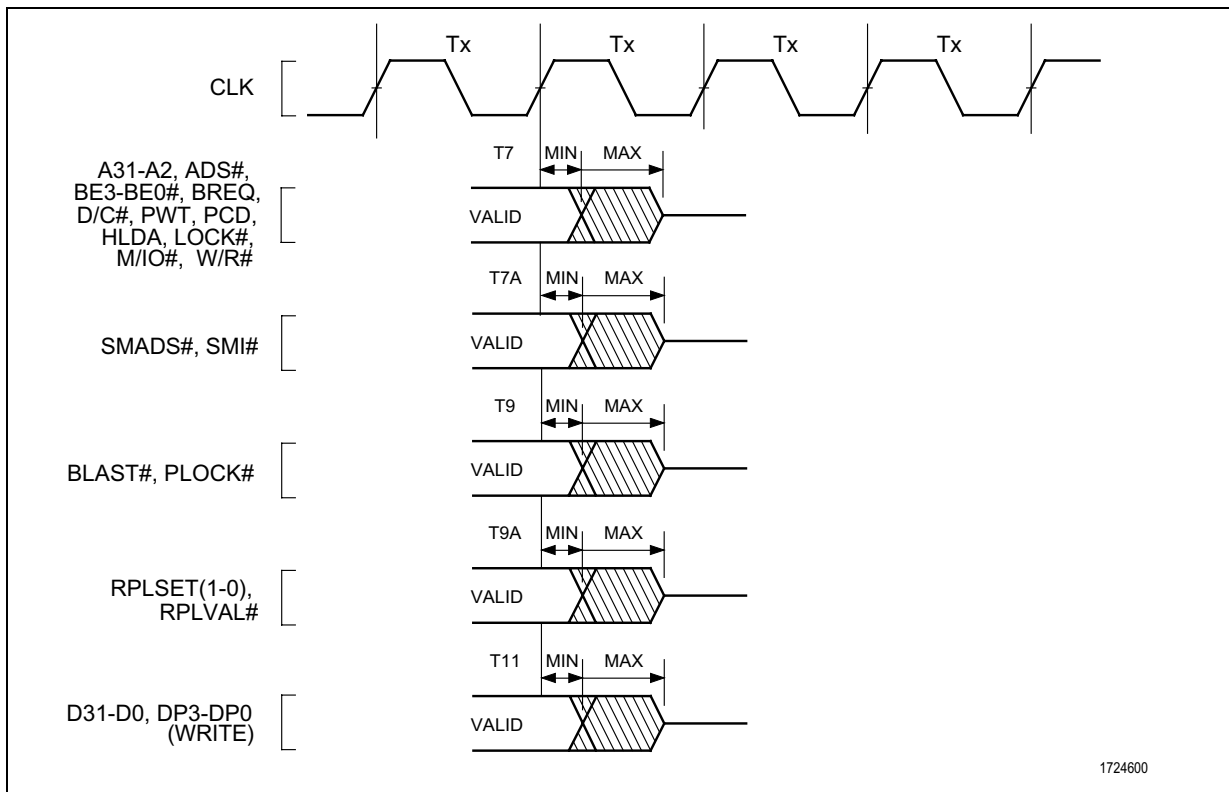 Tx Tx Tx Tx
CLK
T7 MIN MAX
A31-A2, ADS#,
BE3-BE0#, BREQ,
D/C#, PWT, PCD,
HLDA, LOCK#,
M/IO#, W/R#
VALID
T7A MIN MAX
SMADS#, SMI#
VALID
T9 MIN MAX
BLAST#, PLOCK#
VALID
T9A MIN MAX
RPLSET(1-0),
RPLVAL#
VALID
T11 MIN MAX
D31-D0, DP3-DP0
(WRITE)
VALID
1724600